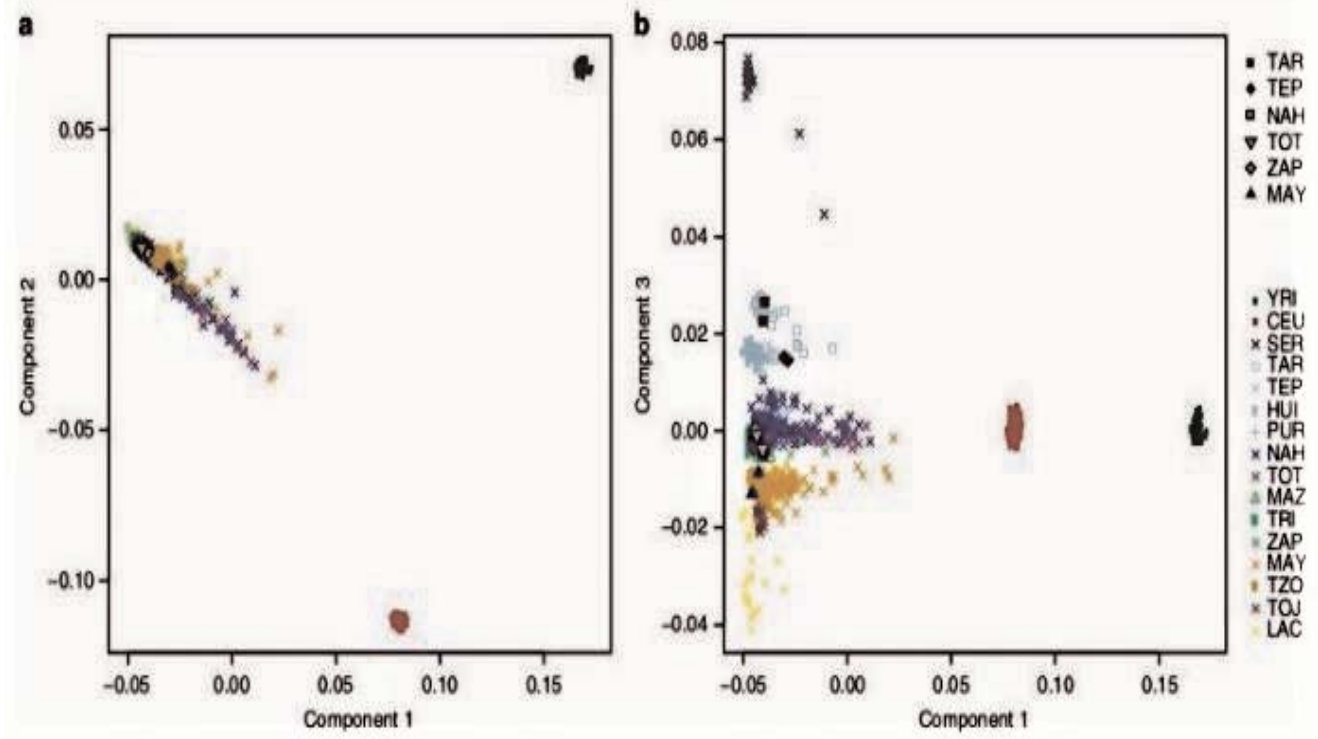 a
0.05
0.00
−0.05
−0.10
Component 2
−0.05 0.00 0.05 0.10 0.15
Component 1
b
0.08
0.06
0.04
0.02
0.00
−0.02
−0.04
Component 3
−0.05 0.00 0.05 0.10 0.15
Component 1
TAR
TEP
NAH
TOT
ZAP
MAY
YRI
CEU
SER
TAR
TEP
HUI
PUR
NAH
TOT
MAZ
TRI
ZAP
MAY
TZO
TOJ
LAC